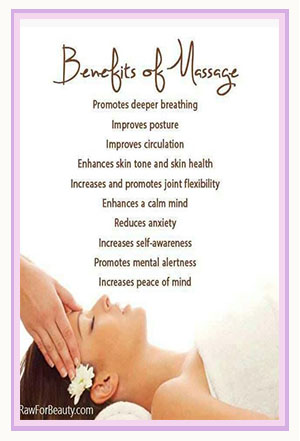 Benefits of Massage
Promotes deeper breathing
Improves posture
Improves circulation
Enhances skin tone and skin health
Increases and promotes joint flexibility
Enhances a calm mind
Reduces anxiety
Increases self-awareness
Promotes mental alertness
Increases peace of mind
RawForBeauty.com